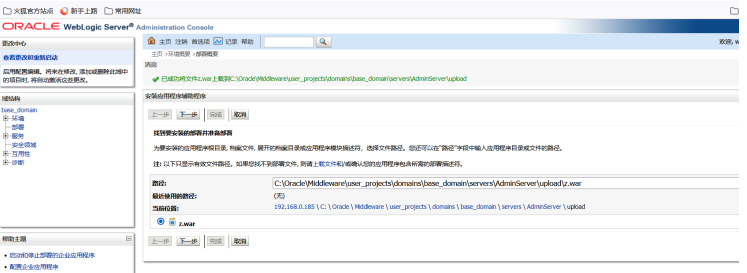 火狐官方站点 新手上路 常用网址
ORACLE WebLogic Server® Administration Console
更改中心
查看更改和重新启动
启用配置编辑。将来在修改, 添加或删除此域中的项目时, 将自动激活这些更改。
域结构
base_domain
环境
部署
服务
安全领域
互用性
诊断
帮助主题
启动和停止部署的企业应用程序
配置企业应用程序
主页 注销 首选项 记录 帮助
欢迎, w
主页 >环境概要 >部署概要
消息
已成功将文件z.war上载到C:\Oracle\Middleware\user_projects\domains\base_domain\servers\AdminServer\upload
安装应用程序辅助程序
上一步 下一步 完成 取消
找到要安装的部署并准备部署
为要安装的应用程序根目录, 档案文件, 展开的档案目录或应用程序模块描述符, 选择文件路径。您还可以在"路径"字段中输入应用程序目录或文件的路径。
注: 以下只显示有效文件路径。如果您找不到部署文件, 则请上载文件和/或确认您的应用程序包含所需的部署描述符。
路径: C:\Oracle\Middleware\user_projects\domains\base_domain\servers\AdminServer\upload\z.war
最近使用的路径: (无)
当前位置: 192.168.0.185 \ C: \ Oracle \ Middleware \ user_projects \ domains \ base_domain \ servers \ AdminServer \ upload
z.war
上一步 下一步 完成 取消